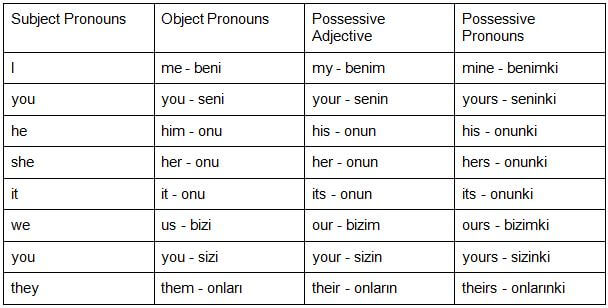 Subject Pronouns Object Pronouns Possessive Adjective Possessive Pronouns
I me - beni my - benim mine - benimki
you you - seni your - senin yours - seninki
he him - onu his - onun his - onunki
she her - onu her - onun hers - onunki
it it - onu its - onun its - onunki
we us - bizi our - bizim ours - bizimki
you you - sizi your - sizin yours - sizinki
they them - onları their - onların theirs - onlarınki